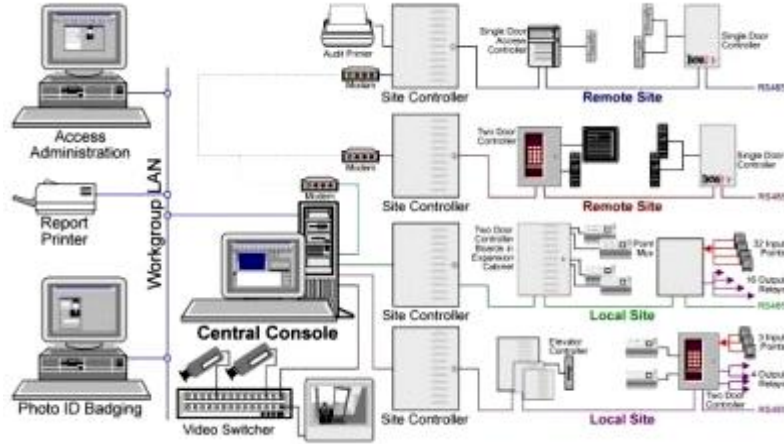 Access
Administration
Report
Printer
Photo ID Badging
Workgroup LAN
Audit Printer
Modem
Modem
Modem
Central Console
Video Switcher
Site Controller
Single Door
Access
Controller
Remote Site
Single Door
Controller
RS485
Site Controller
Two Door
Controller
Remote Site
Single Door
Controller
RS485
Site Controller
Two Door
Controller
Boards in
Expansion
Cabinet
Point
Mux
Local Site
32 Input
Points
16 Output
Relays
RS485
Site Controller
Elevator
Controller
Local Site
3 Input
Points
4 Output
Relays
Two Door
Controller
RS485